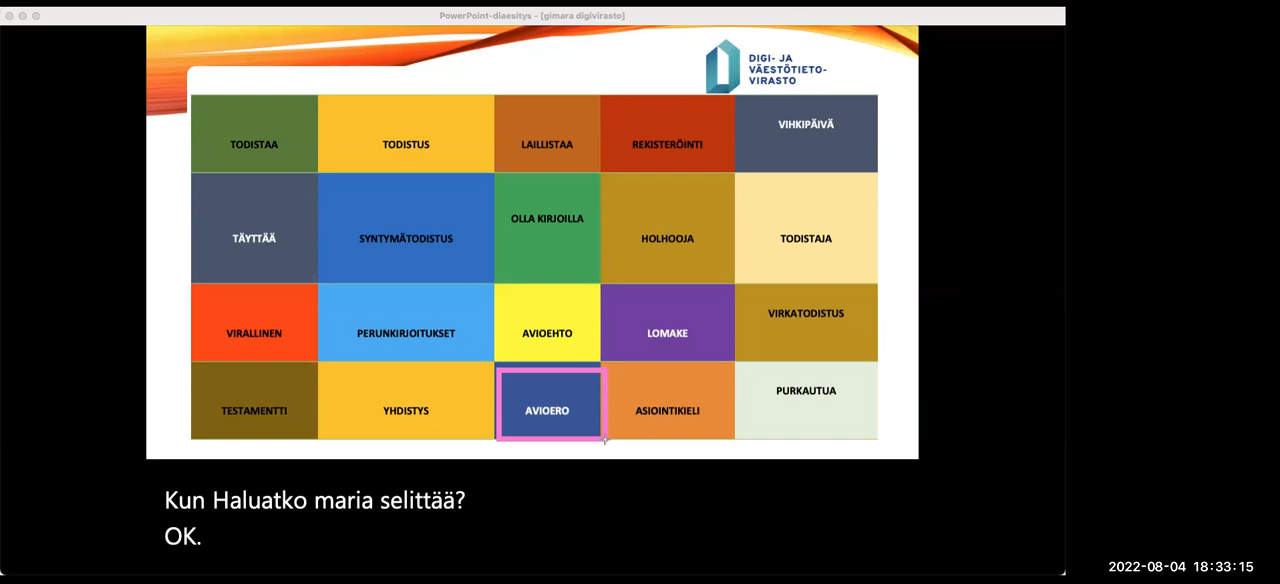 PowerPoint-diaesitys - [gimara digivirasto]
DIGI- JA
VÄESTÖTIETO-
VIRASTO
TODISTAA
TODISTUS
LAILLISTAA
REKISTERÖINTI
VIHKIPÄIVÄ
TÄYTTÄÄ
SYNTYMÄTODISTUS
OLLA KIRJOILLA
HOLHOOJA
TODISTAJA
VIRALLINEN
PERUNKIRJOITUKSET
AVIOEHTO
LOMAKE
VIRKATODISTUS
TESTAMENTTI
YHDISTYS
AVIOERO
ASIOINTIKIELI
PURKAUTUA
Kun Haluatko maria selittää?
OK.
2022-08-04 18:33:15